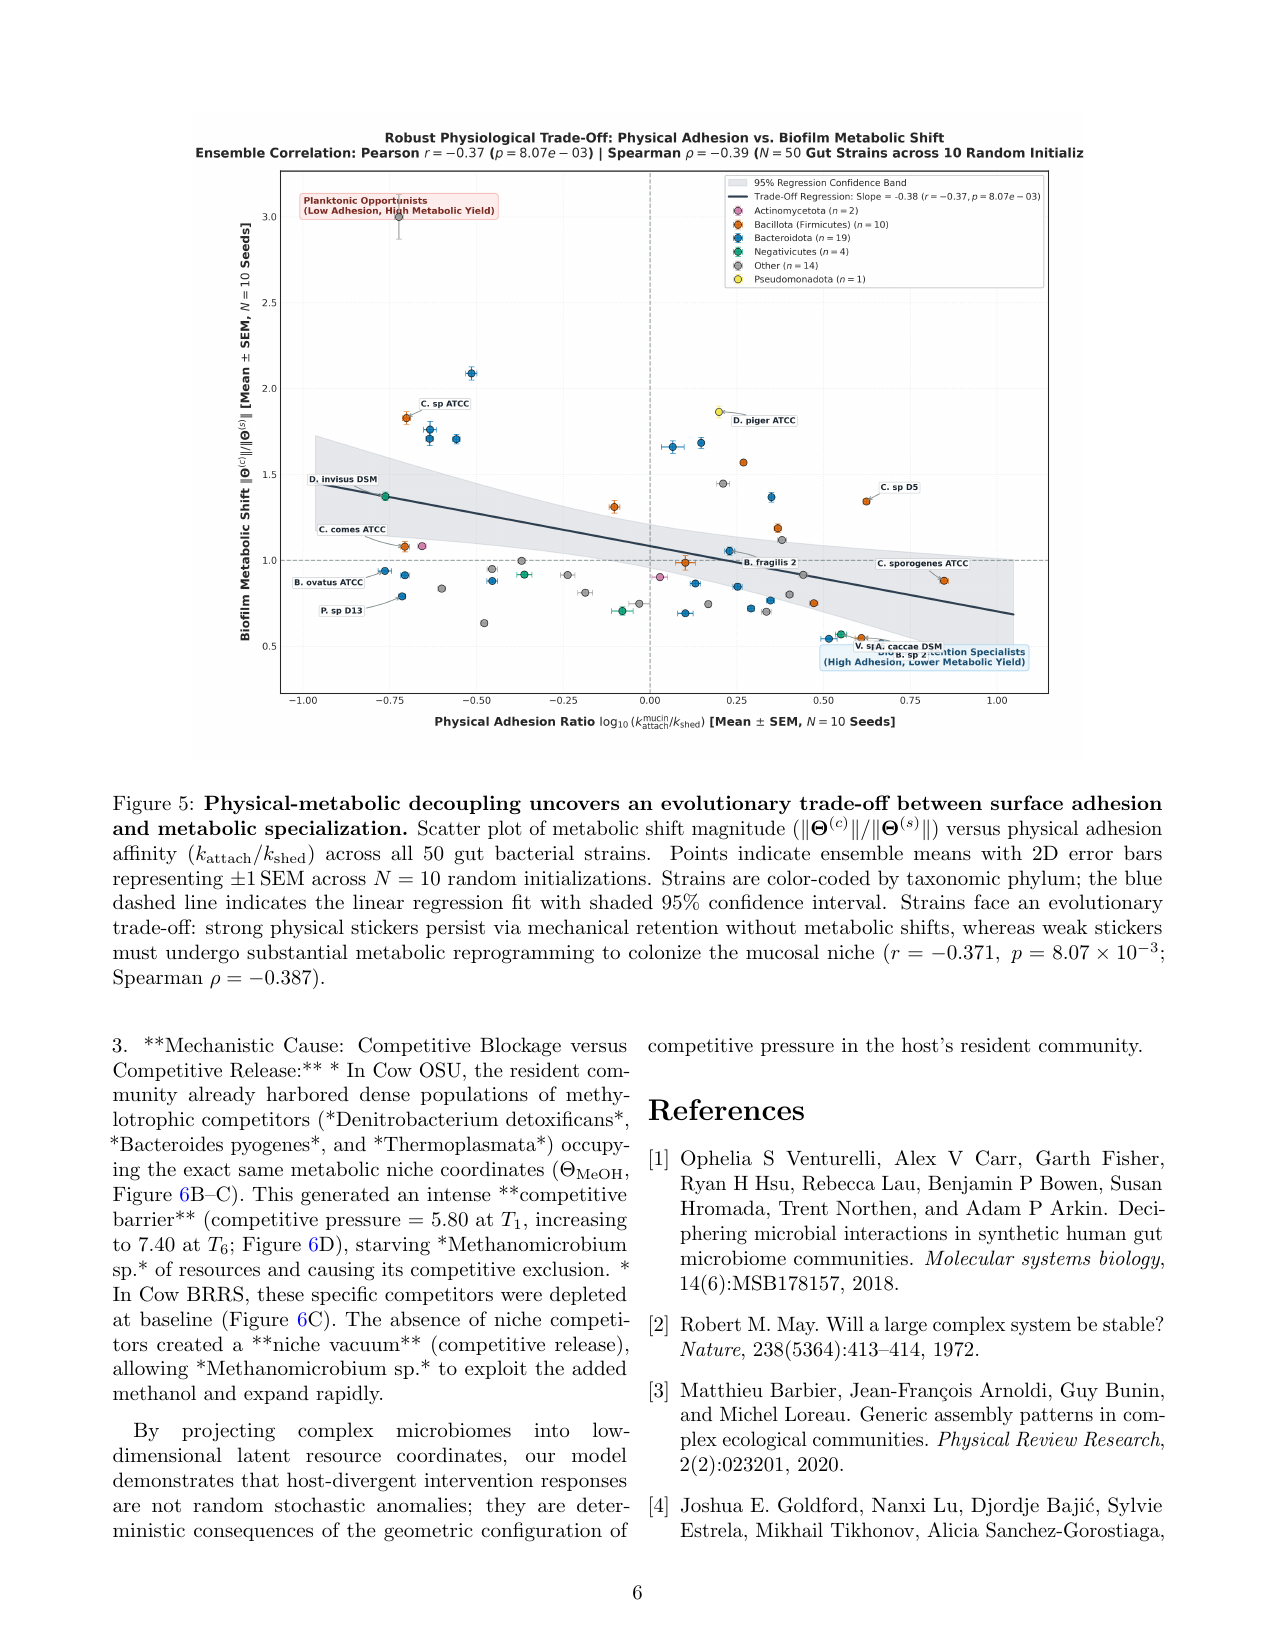 Robust Physiological Trade-Off: Physical Adhesion vs. Biofilm Metabolic Shift
Ensemble Correlation: Pearson r = −0.37 (p = 8.07e − 03) | Spearman ρ = −0.39 (N = 50 Gut Strains across 10 Random Initializ
Biofilm Metabolic Shift ‖Θ^(c)‖/‖Θ^(s)‖ [Mean ± SEM, N = 10 Seeds]
3.0
2.5
2.0
1.5
1.0
0.5
Planktonic Opportunists
(Low Adhesion, High Metabolic Yield)
95% Regression Confidence Band
Trade-Off Regression: Slope = -0.38 (r = −0.37, p = 8.07e − 03)
Actinomycetota (n = 2)
Bacillota (Firmicutes) (n = 10)
Bacteroidota (n = 19)
Negativicutes (n = 4)
Other (n = 14)
Pseudomonadota (n = 1)
C. sp ATCC
D. piger ATCC
D. invisus DSM
C. sp D5
C. comes ATCC
B. fragilis 2
C. sporogenes ATCC
B. ovatus ATCC
P. sp D13
A. caccae DSM
B. sp 2
Specialists
(High Adhesion, Lower Metabolic Yield)
−1.00 −0.75 −0.50 −0.25 0.00 0.25 0.50 0.75 1.00
Physical Adhesion Ratio log₁₀ (k_attach^mucin/k_shed) [Mean ± SEM, N = 10 Seeds]
Figure 5: Physical-metabolic decoupling uncovers an evolutionary trade-off between surface adhesion
and metabolic specialization. Scatter plot of metabolic shift magnitude (‖Θ^(c)‖/‖Θ^(s)‖) versus physical adhesion
affinity (k_attach/k_shed) across all 50 gut bacterial strains. Points indicate ensemble means with 2D error bars
representing ±1 SEM across N = 10 random initializations. Strains are color-coded by taxonomic phylum; the blue
dashed line indicates the linear regression fit with shaded 95% confidence interval. Strains face an evolutionary
trade-off: strong physical stickers persist via mechanical retention without metabolic shifts, whereas weak stickers
must undergo substantial metabolic reprogramming to colonize the mucosal niche (r = −0.371, p = 8.07 × 10⁻³;
Spearman ρ = −0.387).
3. **Mechanistic Cause: Competitive Blockage versus
Competitive Release:** * In Cow OSU, the resident com-
munity already harbored dense populations of methy-
lotrophic competitors (*Denitrobacterium detoxificans*,
*Bacteroides pyogenes*, and *Thermoplasmata*) occupy-
ing the exact same metabolic niche coordinates (Θ_MeOH,
Figure 6B–C). This generated an intense **competitive
barrier** (competitive pressure = 5.80 at T₁, increasing
to 7.40 at T₆; Figure 6D), starving *Methanomicrobium
sp.* of resources and causing its competitive exclusion. *
In Cow BRRS, these specific competitors were depleted
at baseline (Figure 6C). The absence of niche competi-
tors created a **niche vacuum** (competitive release),
allowing *Methanomicrobium sp.* to exploit the added
methanol and expand rapidly.
By projecting complex microbiomes into low-
dimensional latent resource coordinates, our model
demonstrates that host-divergent intervention responses
are not random stochastic anomalies; they are deter-
ministic consequences of the geometric configuration of
competitive pressure in the host's resident community.
References
[1] Ophelia S Venturelli, Alex V Carr, Garth Fisher,
Ryan H Hsu, Rebecca Lau, Benjamin P Bowen, Susan
Hromada, Trent Northen, and Adam P Arkin. Deci-
phering microbial interactions in synthetic human gut
microbiome communities. Molecular systems biology,
14(6):MSB178157, 2018.
[2] Robert M. May. Will a large complex system be stable?
Nature, 238(5364):413–414, 1972.
[3] Matthieu Barbier, Jean-François Arnoldi, Guy Bunin,
and Michel Loreau. Generic assembly patterns in com-
plex ecological communities. Physical Review Research,
2(2):023201, 2020.
[4] Joshua E. Goldford, Nanxi Lu, Djordje Bajić, Sylvie
Estrela, Mikhail Tikhonov, Alicia Sanchez-Gorostiaga,
6